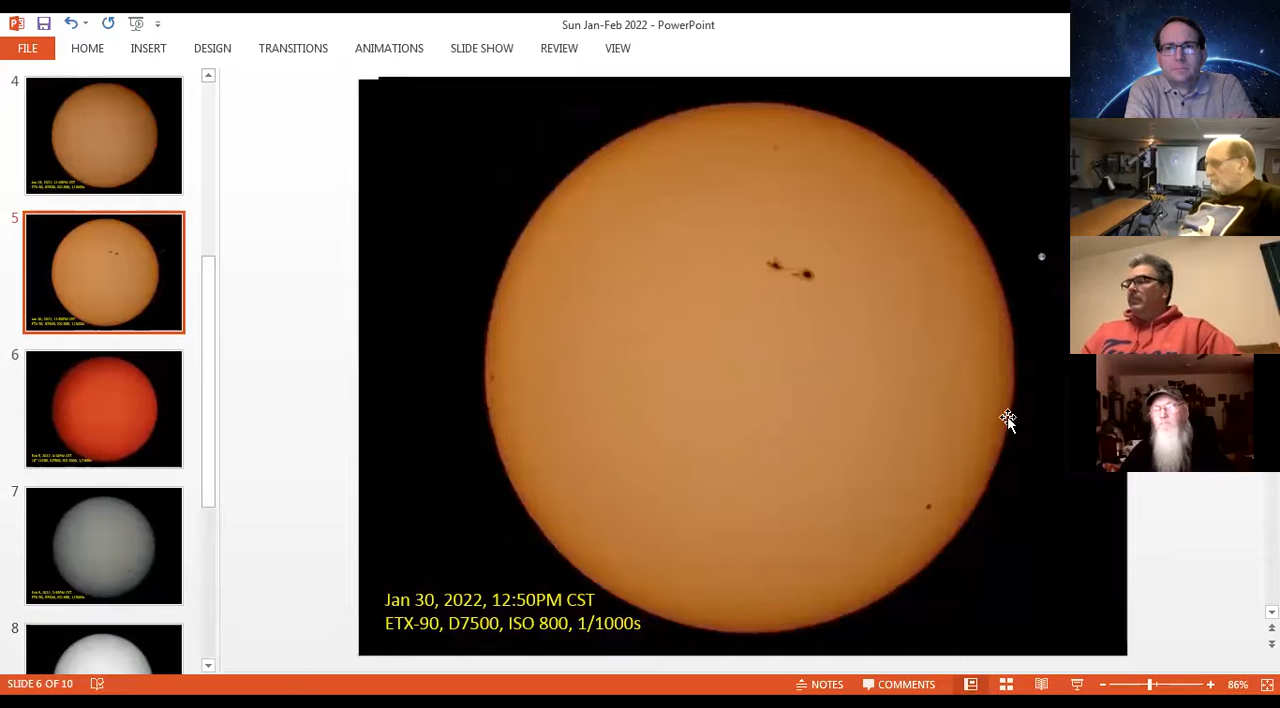 Sun Jan-Feb 2022 - PowerPoint
FILE HOME INSERT DESIGN TRANSITIONS ANIMATIONS SLIDE SHOW REVIEW VIEW
4
5
6
7
8
Jan 30, 2022, 12:50PM CST
ETX-90, D7500, ISO 800, 1/1000s
SLIDE 6 OF 10 NOTES COMMENTS 86%